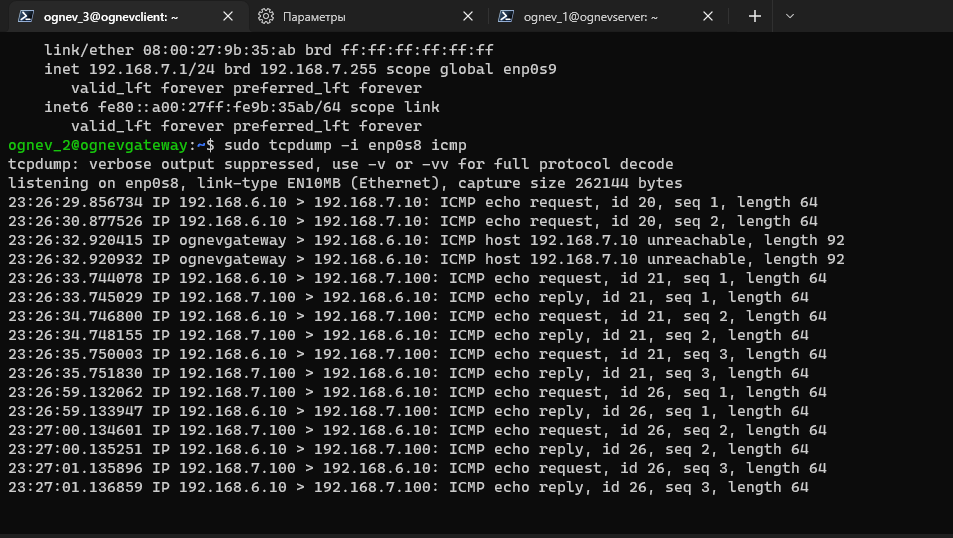 ognev_3@ognevclient: ~
Параметры
ognev_1@ognevserver: ~
link/ether 08:00:27:9b:35:ab brd ff:ff:ff:ff:ff:ff
inet 192.168.7.1/24 brd 192.168.7.255 scope global enp0s9
valid_lft forever preferred_lft forever
inet6 fe80::a00:27ff:fe9b:35ab/64 scope link
valid_lft forever preferred_lft forever
ognev_2@ognevgateway:~$ sudo tcpdump -i enp0s8 icmp
tcpdump: verbose output suppressed, use -v or -vv for full protocol decode
listening on enp0s8, link-type EN10MB (Ethernet), capture size 262144 bytes
23:26:29.856734 IP 192.168.6.10 > 192.168.7.10: ICMP echo request, id 20, seq 1, length 64
23:26:30.877526 IP 192.168.6.10 > 192.168.7.10: ICMP echo request, id 20, seq 2, length 64
23:26:32.920415 IP ognevgateway > 192.168.6.10: ICMP host 192.168.7.10 unreachable, length 92
23:26:32.920932 IP ognevgateway > 192.168.6.10: ICMP host 192.168.7.10 unreachable, length 92
23:26:33.744078 IP 192.168.6.10 > 192.168.7.100: ICMP echo request, id 21, seq 1, length 64
23:26:33.745029 IP 192.168.7.100 > 192.168.6.10: ICMP echo reply, id 21, seq 1, length 64
23:26:34.746800 IP 192.168.6.10 > 192.168.7.100: ICMP echo request, id 21, seq 2, length 64
23:26:34.748155 IP 192.168.7.100 > 192.168.6.10: ICMP echo reply, id 21, seq 2, length 64
23:26:35.750003 IP 192.168.6.10 > 192.168.7.100: ICMP echo request, id 21, seq 3, length 64
23:26:35.751830 IP 192.168.7.100 > 192.168.6.10: ICMP echo reply, id 21, seq 3, length 64
23:26:59.132062 IP 192.168.7.100 > 192.168.6.10: ICMP echo request, id 26, seq 1, length 64
23:26:59.133947 IP 192.168.6.10 > 192.168.7.100: ICMP echo reply, id 26, seq 1, length 64
23:27:00.134601 IP 192.168.7.100 > 192.168.6.10: ICMP echo request, id 26, seq 2, length 64
23:27:00.135251 IP 192.168.6.10 > 192.168.7.100: ICMP echo reply, id 26, seq 2, length 64
23:27:01.135896 IP 192.168.7.100 > 192.168.6.10: ICMP echo request, id 26, seq 3, length 64
23:27:01.136859 IP 192.168.6.10 > 192.168.7.100: ICMP echo reply, id 26, seq 3, length 64